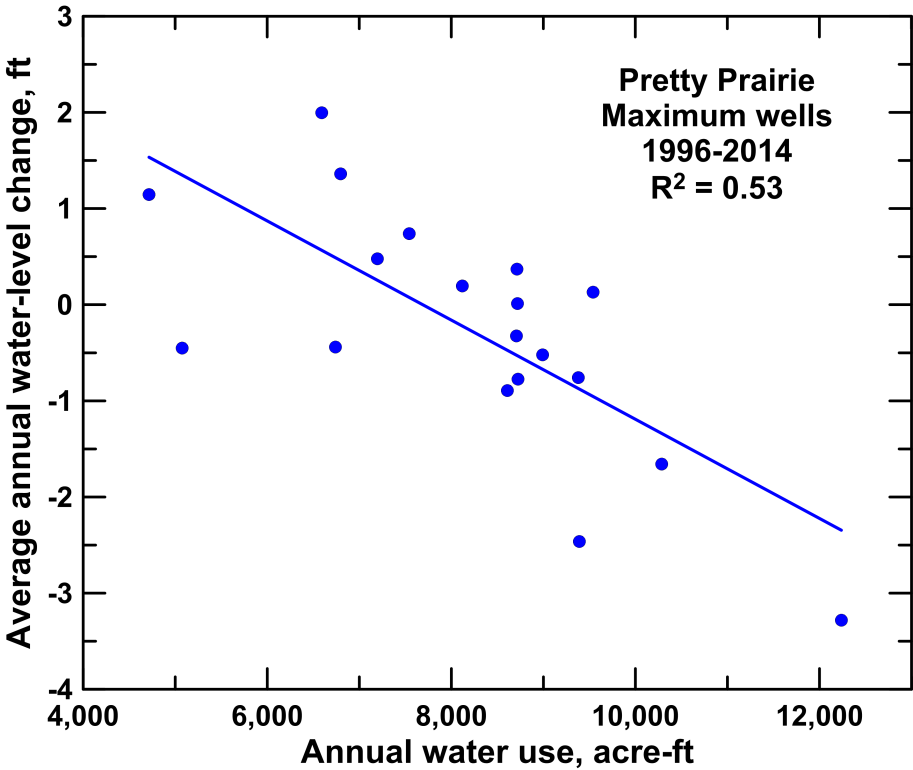 3
2
1
0
-1
-2
-3
-4
Average annual water-level change, ft
Pretty Prairie
Maximum wells
1996-2014
R² = 0.53
4,000 6,000 8,000 10,000 12,000
Annual water use, acre-ft